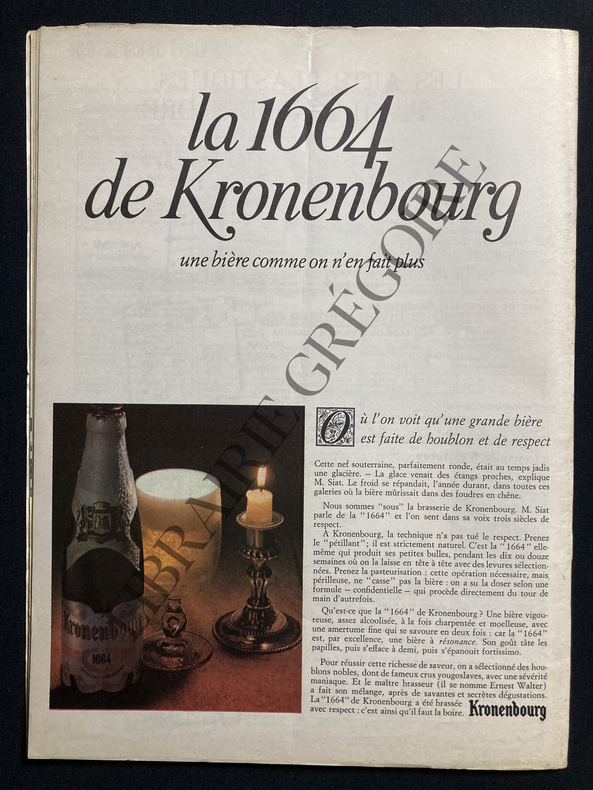 la 1664
de Kronenbourg
une bière comme on n'en fait plus
Où l'on voit qu'une grande bière
est faite de houblon et de respect
Cette nef souterraine, parfaitement ronde, était au temps jadis
une glacière. – La glace venait des étangs proches, explique
M. Siat. Le froid se répandait, l'année durant, dans toutes ces
galeries où la bière mûrissait dans des foudres en chêne.
Nous sommes "sous" la brasserie de Kronenbourg. M. Siat
parle de la "1664" et l'on sent dans sa voix trois siècles de
respect.
À Kronenbourg, la technique n'a pas tué le respect. Prenez
le "pétillant"; il est strictement naturel. C'est la "1664" elle-
même qui produit ses petites bulles, pendant les dix ou douze
semaines où on la laisse en tête à tête avec des levures sélection-
nées. Prenez la pasteurisation : cette opération nécessaire, mais
périlleuse, ne "casse" pas la bière : on a su la doser selon une
formule – confidentielle – qui procède directement du tour de
main d'autrefois.
Qu'est-ce que la "1664" de Kronenbourg ? Une bière vigou-
reuse, assez alcoolisée, à la fois charpentée et moelleuse, avec
une amertume fine qui se savoure en deux fois : car la "1664"
est, par excellence, une bière à résonance. Son goût tâte les
papilles, puis s'efface à demi, puis s'épanouit fortissimo.
Pour réussir cette richesse de saveur, on a sélectionné des hou-
blons nobles, dont de fameux crus yougoslaves, avec une sévérité
maniaque. Et le maître brasseur (il se nomme Ernest Walter)
a fait son mélange, après de savantes et secrètes dégustations.
La "1664" de Kronenbourg a été brassée
avec respect : c'est ainsi qu'il faut la boire.
Kronenbourg
Kronenbourg
1664
LIBRAIRIE GRÉGOIRE